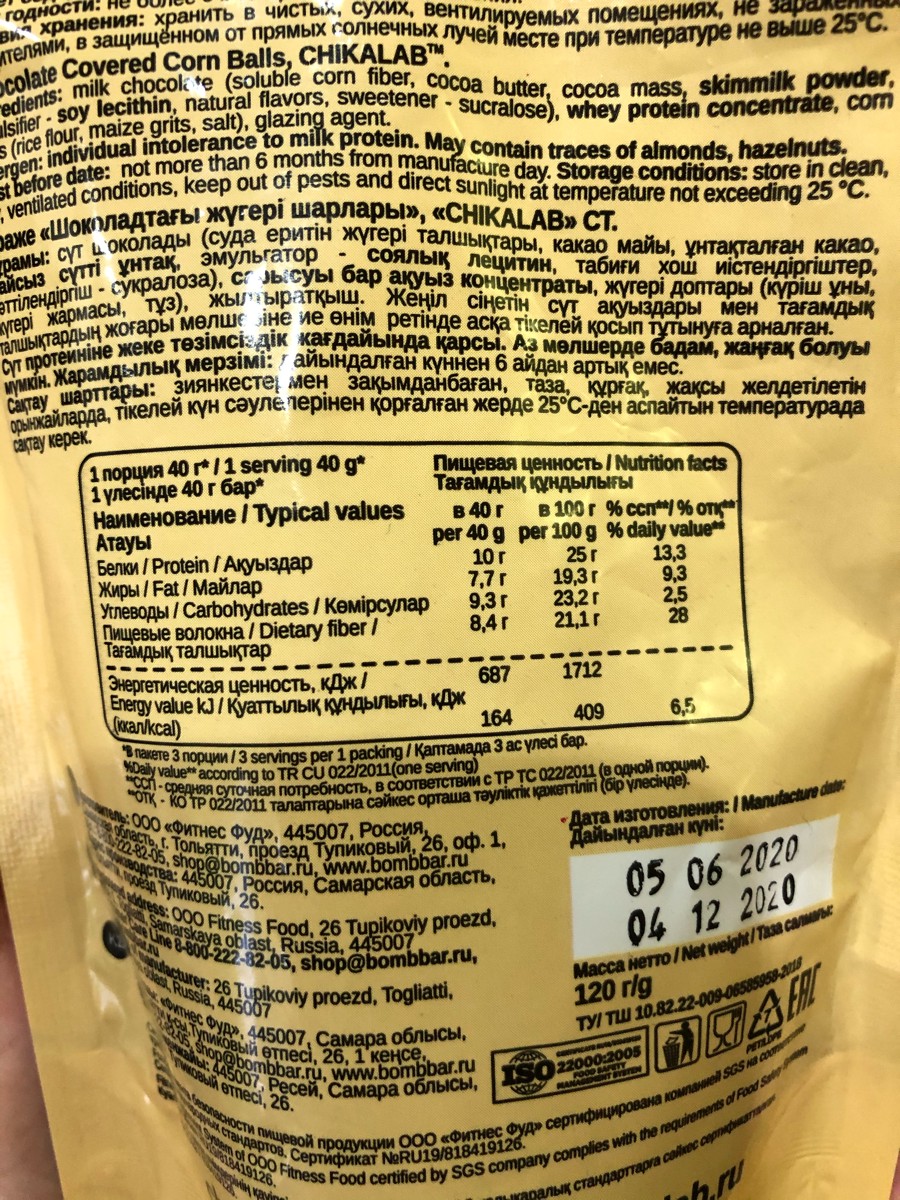 годности: не более
хранения: хранить в чистых, сухих, вентилируемых помещениях, не
в защищённом от прямых солнечных лучей месте при температуре не выше 25°C.
Covered Corn Balls, CHIKALAB™.
milk chocolate (soluble corn fiber, cocoa butter, cocoa mass, skimmilk powder,
- soy lecithin, natural flavors, sweetener - sucralose), whey protein concentrate, corn
(rice flour, maize grits, salt), glazing agent.
individual intolerance to milk protein. May contain traces of almonds, hazelnuts.
before date: not more than 6 months from manufacture day. Storage conditions: store in clean,
ventilated conditions, keep out of pests and direct sunlight at temperature not exceeding 25 °C.
«Шоколадтағы жүгері шарлары», «CHIKALAB» СТ.
сүт шоколады (суда еритін жүгері талшықтары, какао майы, ұнтақталған какао,
сүтті ұнтақ, эмульгатор - соялық лецитин, табиғи хош иістендіргіштер,
- сукралоза), сарысуы бар ақуыз концентраты, жүгері доптары (күріш ұны,
жүгері жармасы, тұз), жылтыратқыш. Жеңіл сіңетін сүт ақуыздары мен тағамдық
талшықтардың жоғары мөлшеріне ие өнім ретінде асқа тікелей қосып тұтынуға арналған.
Сүт протеиніне жеке төзімсіздік жағдайында қарсы. Аз мөлшерде бадам, жаңғақ болуы
мүмкін. Жарамдылық мерзімі: дайындалған күннен 6 айдан артық емес.
Сақтау шарттары: зиянкестер мен зақымданбаған, таза, құрғақ, жақсы желдетілетін
орынжайларда, тікелей күн сәулелерінен қорғалған жерде 25°C-ден аспайтын температурада
сақтау керек.
1 порция 40 г* / 1 serving 40 g* Пищевая ценность / Nutrition facts
1 үлесінде 40 г бар* Тағамдық құндылығы
Наименование / Typical values в 40 г в 100 г % ссп**/ % отқ**
Атауы per 40 g per 100 g % daily value**
Белки / Protein / Ақуыздар 10 г 25 г 13,3
Жиры / Fat / Майлар 7,7 г 19,3 г 9,3
Углеводы / Carbohydrates / Көмірсулар 9,3 г 23,2 г 2,5
Пищевые волокна / Dietary fiber / 8,4 г 21,1 г 28
Тағамдық талшықтар
Энергетическая ценность, кДж / 687 1712
Energy value kJ / Қуаттылық құндылығы, кДж
(ккал/kcal) 164 409 6,5
*В пакете 3 порции / 3 servings per 1 packing / Қаптамада 3 ас үлесі бар.
%Daily value** according to TR CU 022/2011(one serving)
**ССП - средняя суточная потребность, в соответствии с ТР ТС 022/2011 (в одной порции).
**ОТҚ - КО ТР 022/2011 талаптарына сәйкес орташа тәуліктік қажеттілігі (бір үлесінде).
ООО «Фитнес Фуд», 445007, Россия,
область, г. Тольятти, проезд Тупиковый, 26, оф. 1,
222-82-05, shop@bombbar.ru, www.bombbar.ru
445007, Россия, Самарская область,
проезд Тупиковый, 26.
address: OOO Fitness Food, 26 Tupikoviy proezd,
Samarskaya oblast, Russia, 445007
Line 8-800-222-82-05, shop@bombbar.ru,
26 Tupikoviy proezd, Togliatti,
Russia, 445007
«Фитнес Фуд», 445007, Самара облысы,
Тупиковый өтпесі, 26, 1 кеңсе,
shop@bombbar.ru, www.bombbar.ru
445007, Ресей, Самара облысы,
өтпесі, 26.
Дата изготовления: / Manufacture date:
Дайындалған күні:
05 06 2020
04 12 2020
Масса нетто / Net weight / Таза салмағы:
120 г/g
ТУ/ ТШ 10.82.22-009-06585958-2018
ISO 22000:2005
FOOD SAFETY
MANAGEMENT SYSTEM
EAC
безопасности пищевой продукции ООО «Фитнес Фуд» сертифицирована компанией SGS на
стандартов. Сертификат №RU19/818419126.
System of OOO Fitness Food certified by SGS company complies with the requirements of Food
818419126.
стандарттарға сәйкес